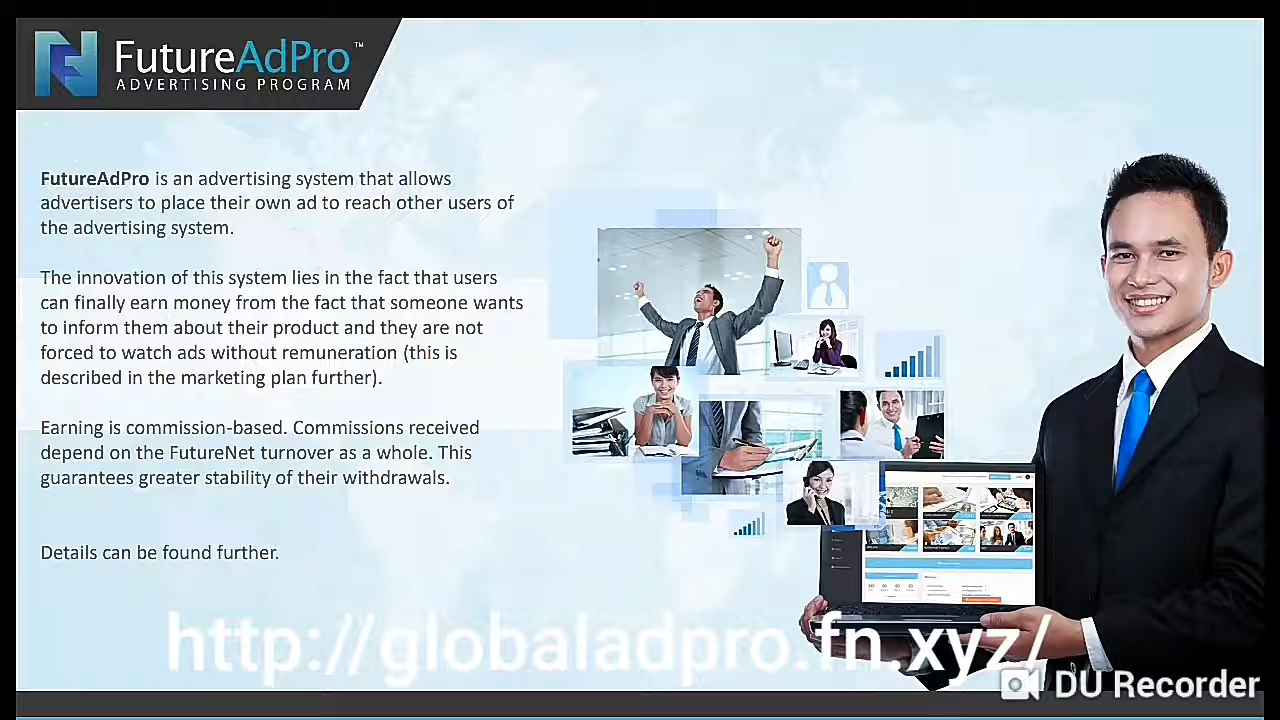 FutureAdPro™
ADVERTISING PROGRAM
FutureAdPro is an advertising system that allows
advertisers to place their own ad to reach other users of
the advertising system.
The innovation of this system lies in the fact that users
can finally earn money from the fact that someone wants
to inform them about their product and they are not
forced to watch ads without remuneration (this is
described in the marketing plan further).
Earning is commission-based. Commissions received
depend on the FutureNet turnover as a whole. This
guarantees greater stability of their withdrawals.
Details can be found further.
http://globaladpro.fn.xyz/
DU Recorder